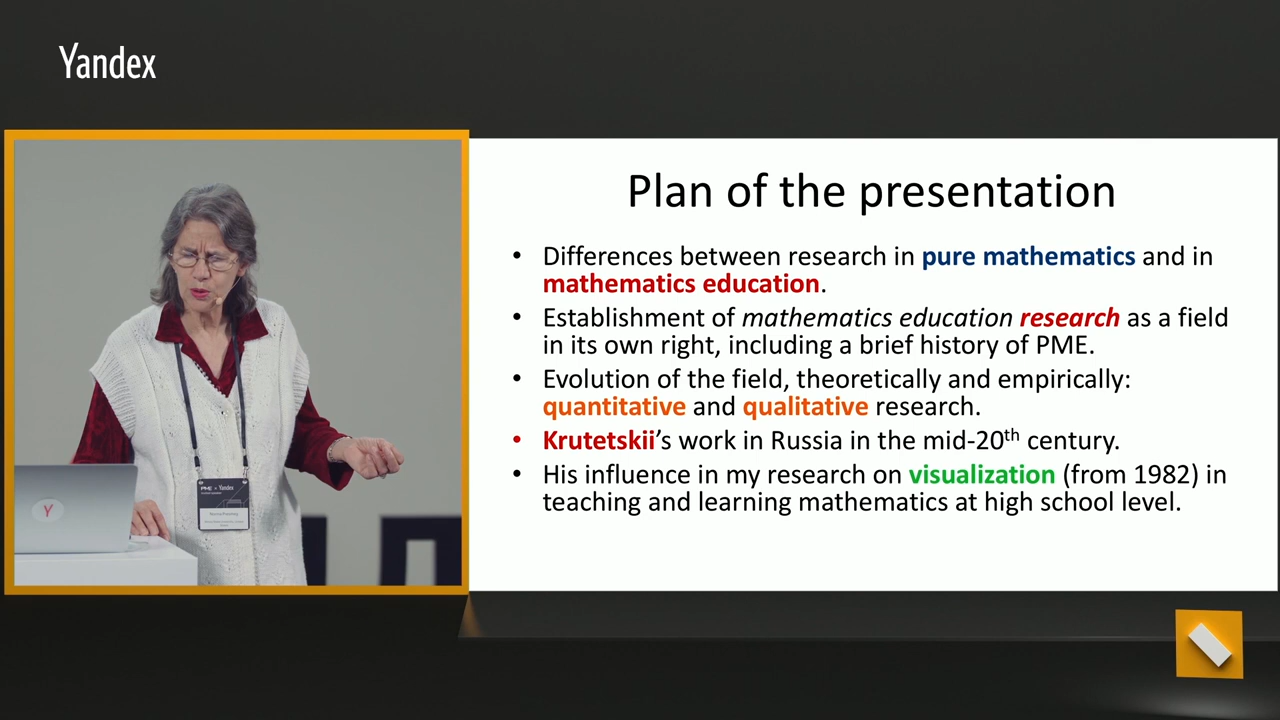 Yandex
Plan of the presentation
• Differences between research in pure mathematics and in
mathematics education.
• Establishment of mathematics education research as a field
in its own right, including a brief history of PME.
• Evolution of the field, theoretically and empirically:
quantitative and qualitative research.
• Krutetskii's work in Russia in the mid-20th century.
• His influence in my research on visualization (from 1982) in
teaching and learning mathematics at high school level.
Y
PME × Yandex